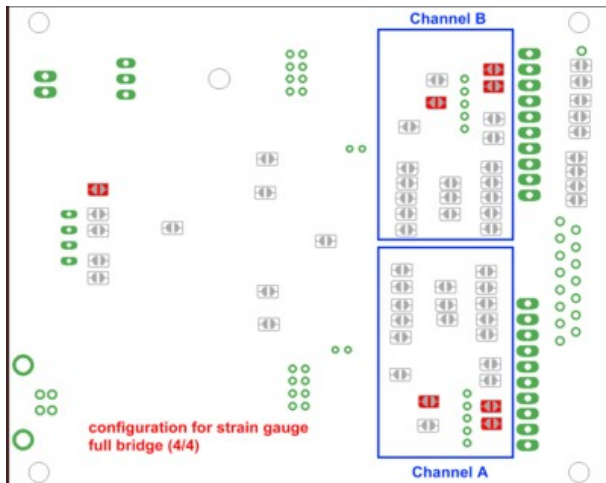 Channel B
configuration for strain gauge
full bridge (4/4)
Channel A